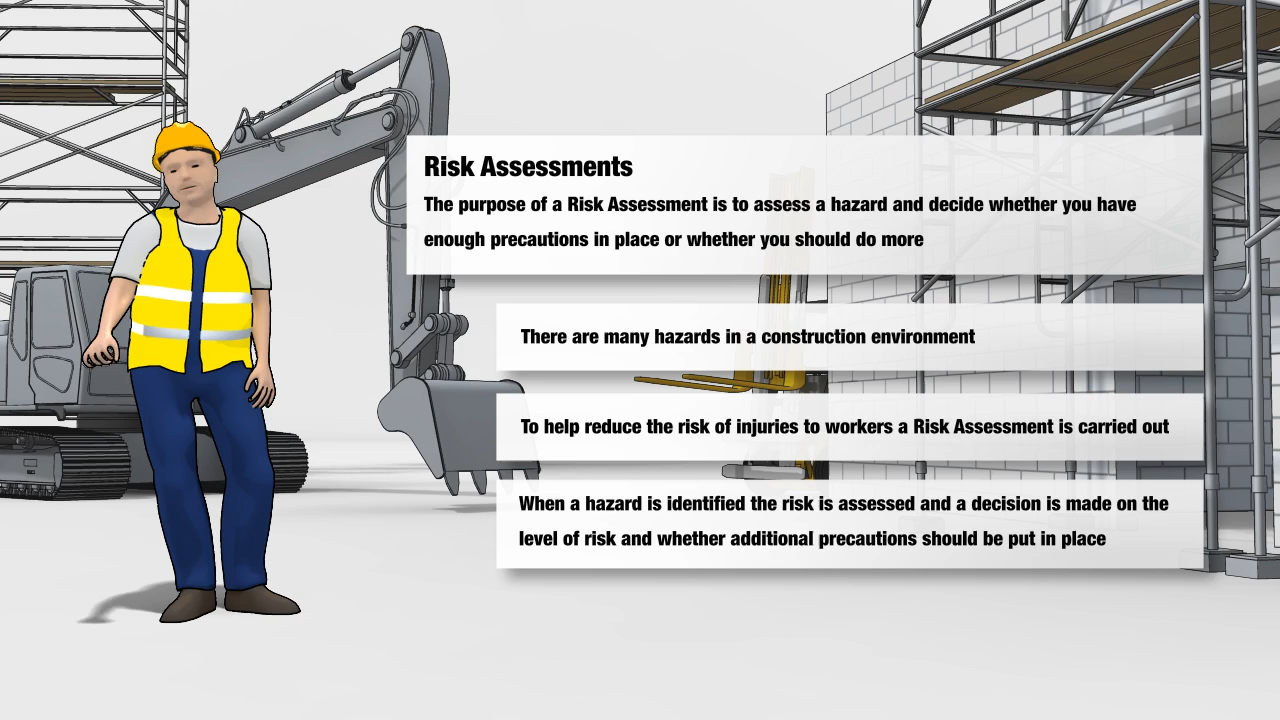 Risk Assessments
The purpose of a Risk Assessment is to assess a hazard and decide whether you have
enough precautions in place or whether you should do more
There are many hazards in a construction environment
To help reduce the risk of injuries to workers a Risk Assessment is carried out
When a hazard is identified the risk is assessed and a decision is made on the
level of risk and whether additional precautions should be put in place